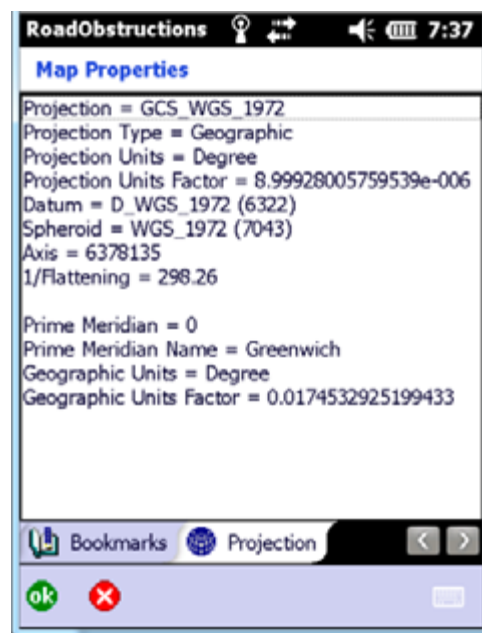 RoadObstructions 7:37
Map Properties
Projection = GCS_WGS_1972
Projection Type = Geographic
Projection Units = Degree
Projection Units Factor = 8.99928005759539e-006
Datum = D_WGS_1972 (6322)
Spheroid = WGS_1972 (7043)
Axis = 6378135
1/Flattening = 298.26
Prime Meridian = 0
Prime Meridian Name = Greenwich
Geographic Units = Degree
Geographic Units Factor = 0.0174532925199433
Bookmarks Projection
ok